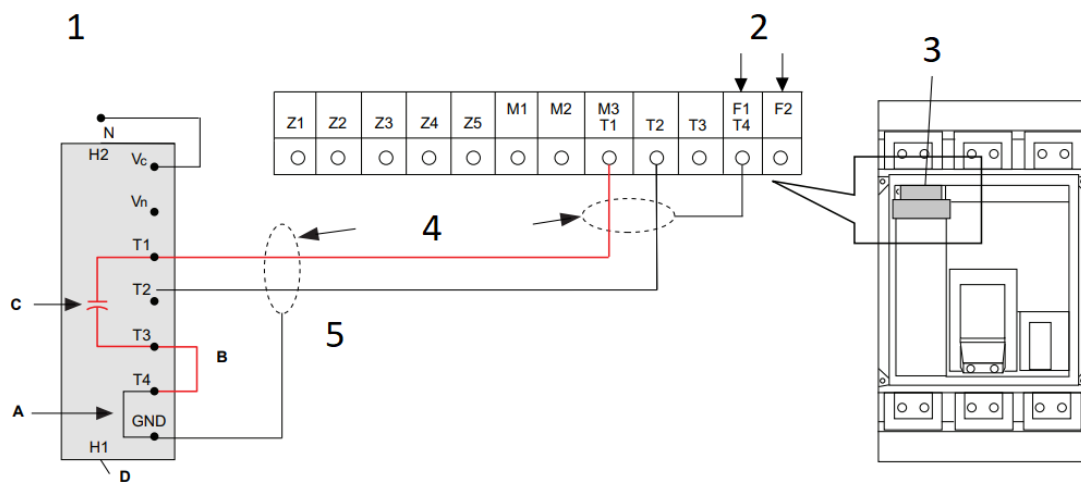 1
2
3
Z1 Z2 Z3 Z4 Z5 M1 M2 M3 F1 F2
T1 T2 T3 T4
N
H2
Vc
Vn
T1
4
T2
C
5
T3
B
T4
A
GND
H1
D